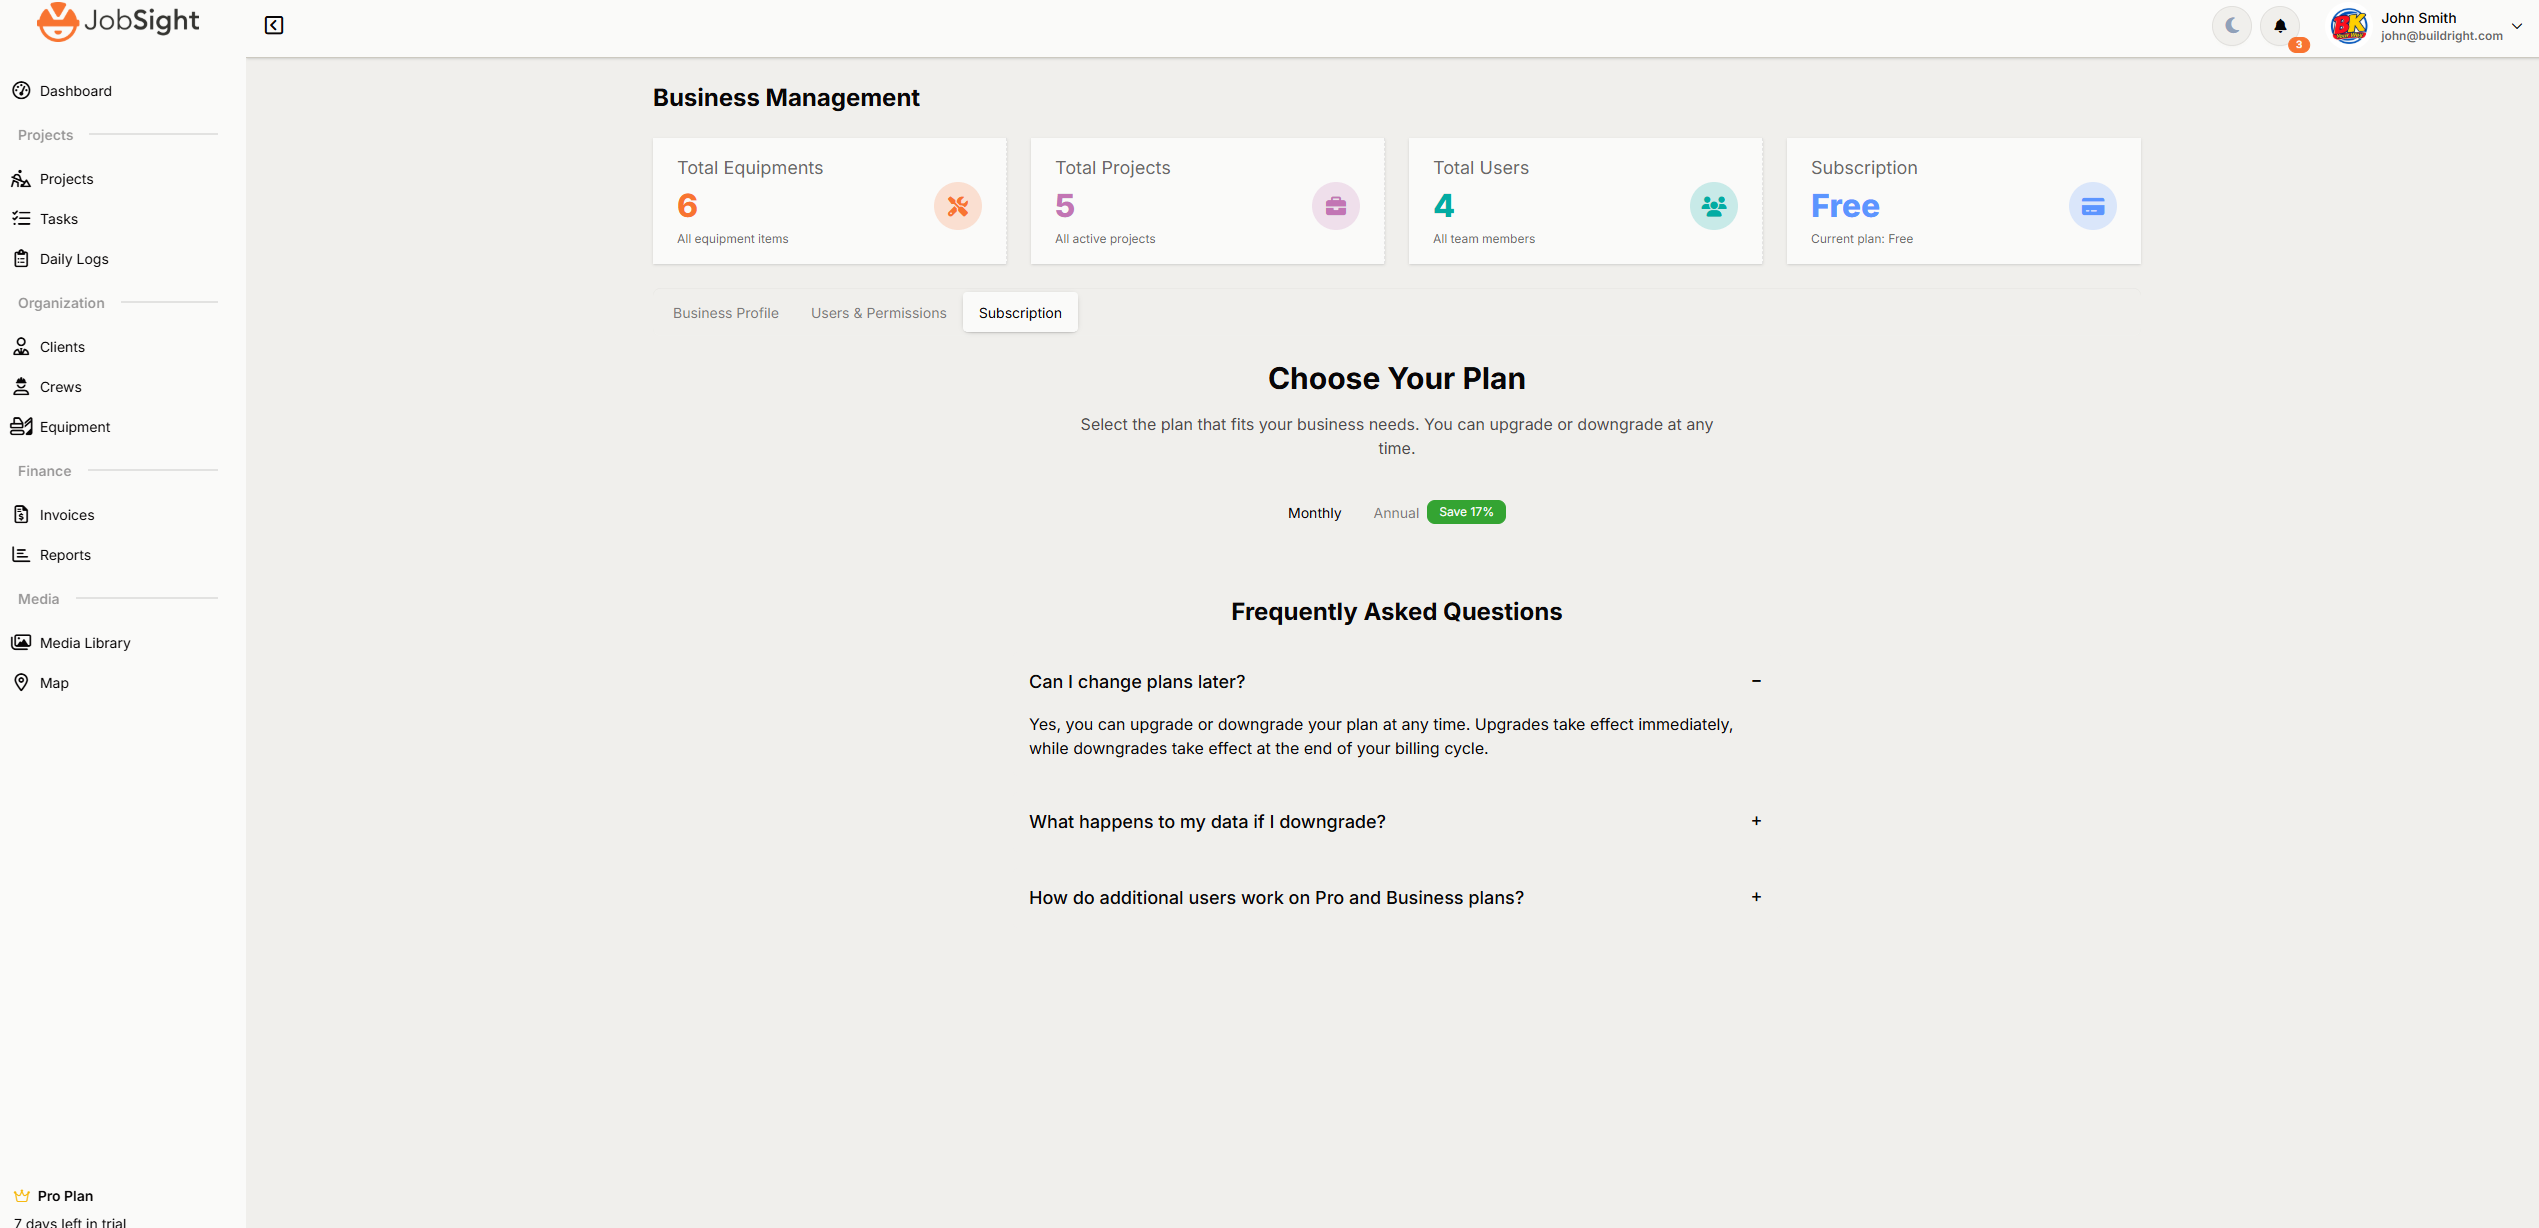 JobSight
John Smith
john@buildright.com
3
Dashboard
Projects
Projects
Tasks
Daily Logs
Organization
Clients
Crews
Equipment
Finance
Invoices
Reports
Media
Media Library
Map
Pro Plan
7 days left in trial
Business Management
Total Equipments
6
All equipment items
Total Projects
5
All active projects
Total Users
4
All team members
Subscription
Free
Current plan: Free
Business Profile
Users & Permissions
Subscription
Choose Your Plan
Select the plan that fits your business needs. You can upgrade or downgrade at any
time.
Monthly
Annual
Save 17%
Frequently Asked Questions
Can I change plans later?
Yes, you can upgrade or downgrade your plan at any time. Upgrades take effect immediately,
while downgrades take effect at the end of your billing cycle.
What happens to my data if I downgrade?
How do additional users work on Pro and Business plans?